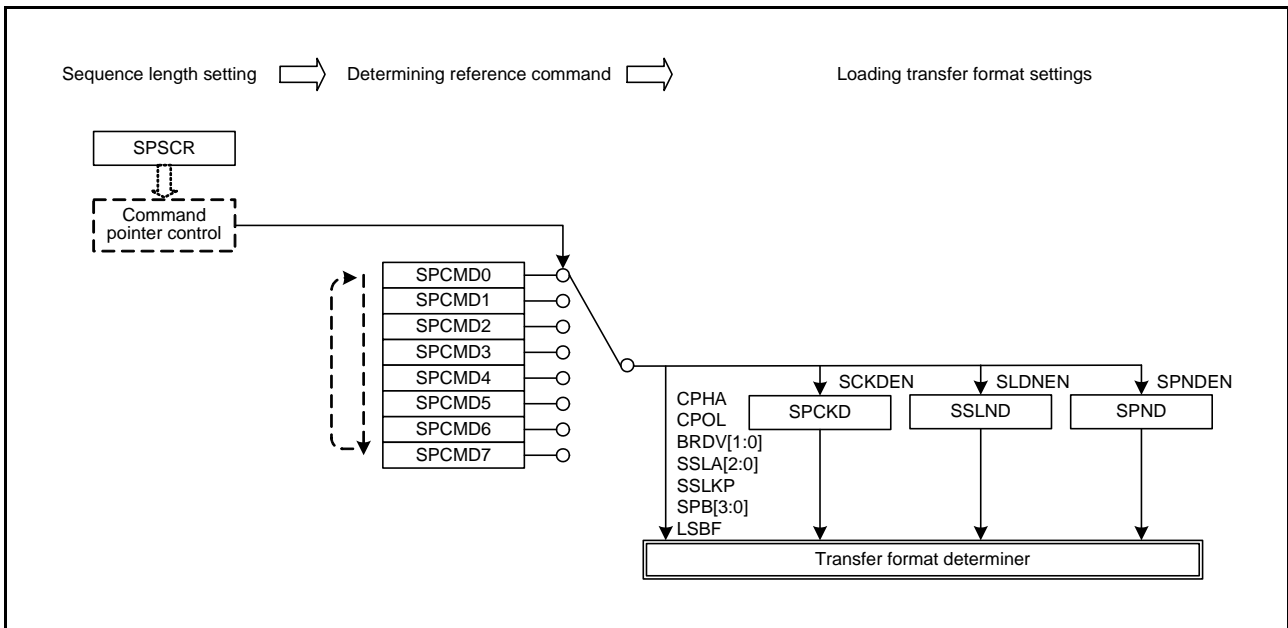 Sequence length setting
Determining reference command
Loading transfer format settings
SPSCR
Command
pointer control
SPCMD0
SPCMD1
SPCMD2
SPCMD3
SPCMD4
SPCMD5
SPCMD6
SPCMD7
CPHA
CPOL
BRDV[1:0]
SSLA[2:0]
SSLKP
SPB[3:0]
LSBF
SCKDEN
SPCKD
SLDNEN
SSLND
SPNDEN
SPND
Transfer format determiner